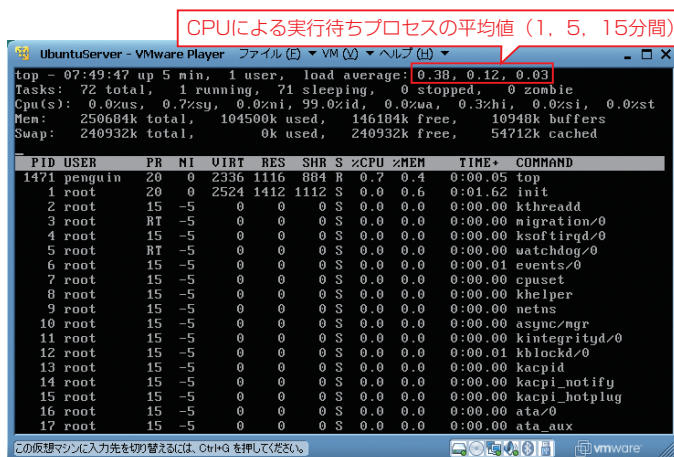 CPUによる実行待ちプロセスの平均値（1，5，15分間）
UbuntuServer - VMware Player ファイル(F) ▼ VM(V) ▼ ヘルプ(H) ▼
top - 07:49:47 up 5 min, 1 user, load average: 0.38, 0.12, 0.03
Tasks: 72 total, 1 running, 71 sleeping, 0 stopped, 0 zombie
Cpu(s): 0.0%us, 0.7%sy, 0.0%ni, 99.0%id, 0.0%wa, 0.3%hi, 0.0%si, 0.0%st
Mem: 250684k total, 104500k used, 146184k free, 10948k buffers
Swap: 240932k total, 0k used, 240932k free, 54712k cached
PID USER PR NI VIRT RES SHR S %CPU %MEM TIME+ COMMAND
1471 penguin 20 0 2336 1116 884 R 0.7 0.4 0:00.05 top
1 root 20 0 2524 1412 1112 S 0.0 0.6 0:01.62 init
2 root 15 -5 0 0 0 S 0.0 0.0 0:00.00 kthreadd
3 root RT -5 0 0 0 S 0.0 0.0 0:00.00 migration/0
4 root 15 -5 0 0 0 S 0.0 0.0 0:00.00 ksoftirqd/0
5 root RT -5 0 0 0 S 0.0 0.0 0:00.00 watchdog/0
6 root 15 -5 0 0 0 S 0.0 0.0 0:00.01 events/0
7 root 15 -5 0 0 0 S 0.0 0.0 0:00.00 cpuset
8 root 15 -5 0 0 0 S 0.0 0.0 0:00.00 khelper
9 root 15 -5 0 0 0 S 0.0 0.0 0:00.00 netns
10 root 15 -5 0 0 0 S 0.0 0.0 0:00.00 async/mgr
11 root 15 -5 0 0 0 S 0.0 0.0 0:00.00 kintegrityd/0
12 root 15 -5 0 0 0 S 0.0 0.0 0:00.01 kblockd/0
13 root 15 -5 0 0 0 S 0.0 0.0 0:00.00 kacpid
14 root 15 -5 0 0 0 S 0.0 0.0 0:00.00 kacpi_notify
15 root 15 -5 0 0 0 S 0.0 0.0 0:00.00 kacpi_hotplug
16 root 15 -5 0 0 0 S 0.0 0.0 0:00.00 ata/0
17 root 15 -5 0 0 0 S 0.0 0.0 0:00.00 ata_aux
この仮想マシンに入力先を切り替えるには、Ctrl+G を押してください。 vmware